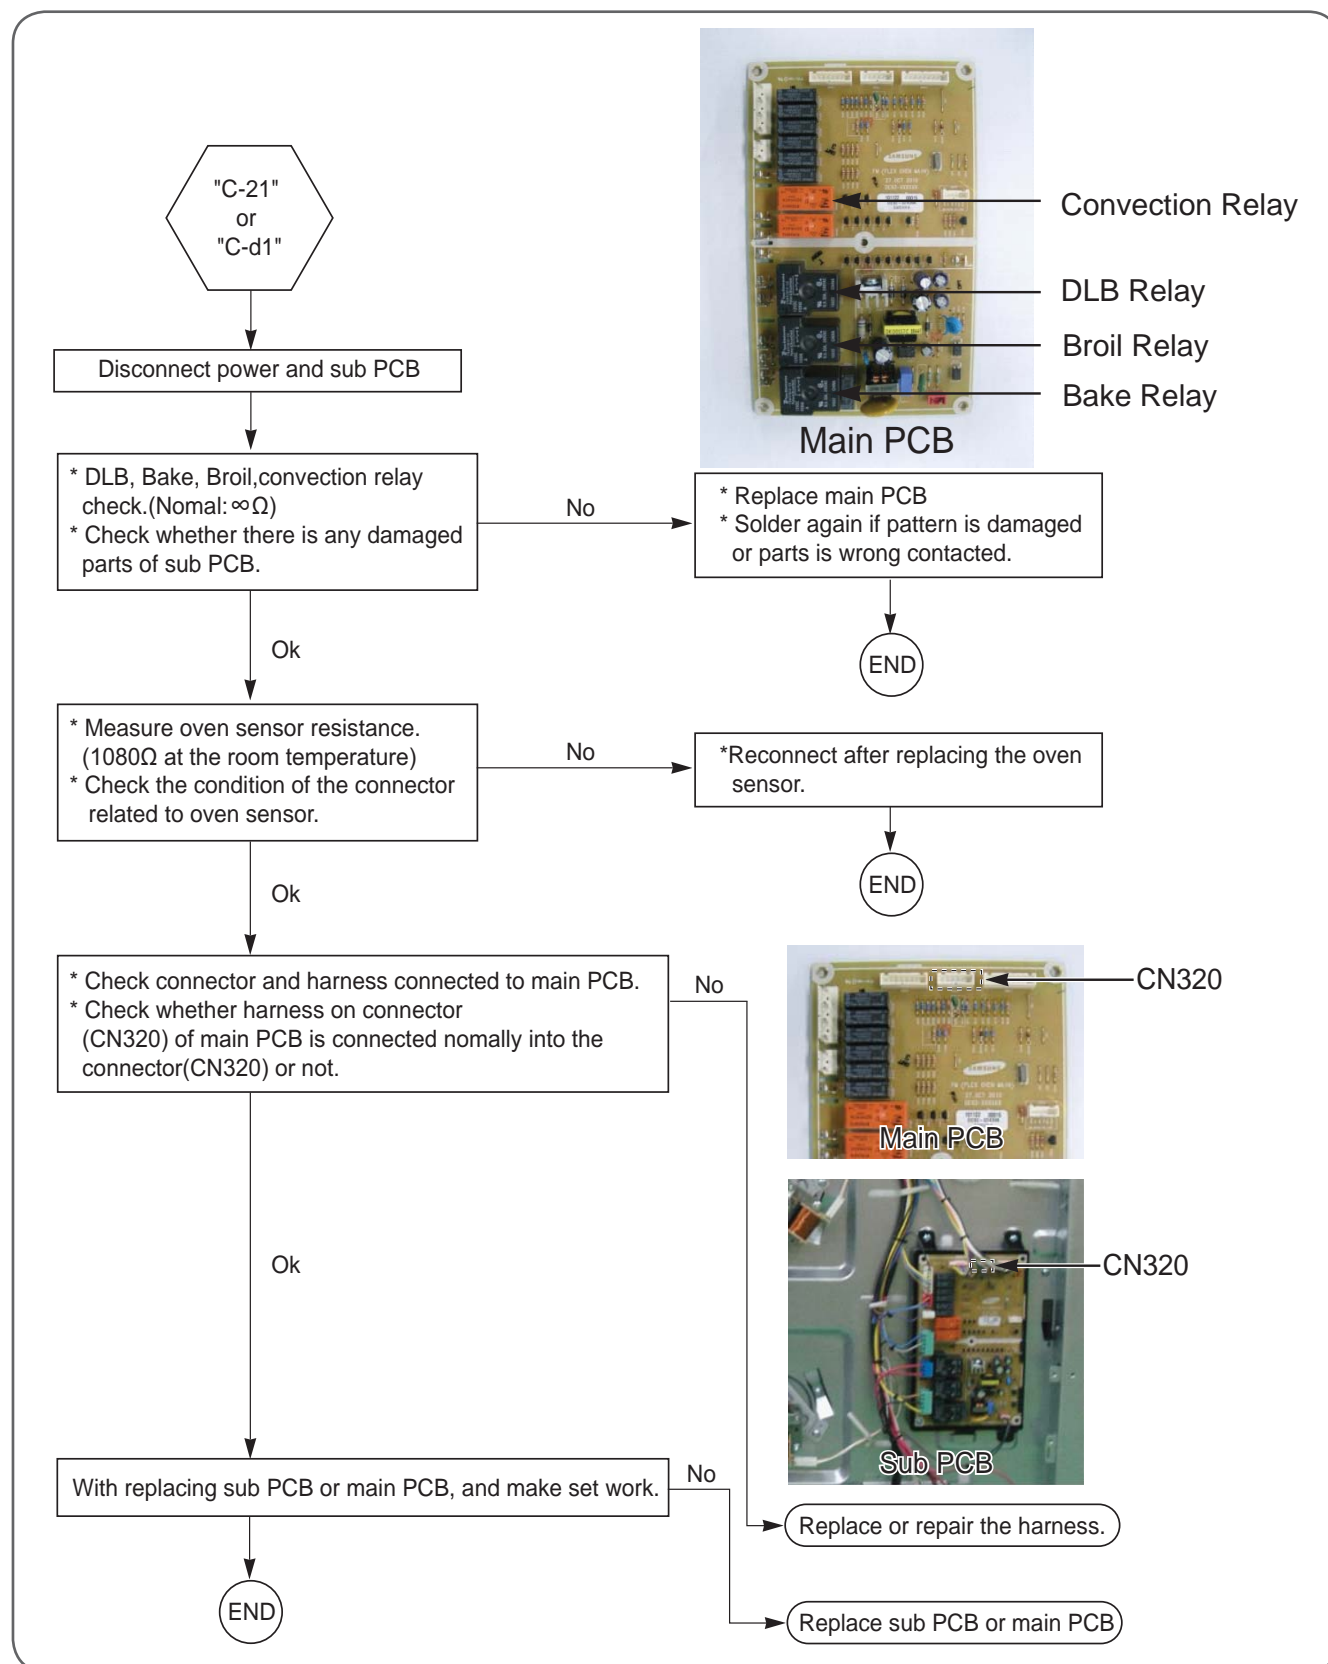 "C-21"
or
"C-d1"
Disconnect power and sub PCB
* DLB, Bake, Broil,convection relay
check.(Nomal:∞Ω)
* Check whether there is any damaged
parts of sub PCB.
No
* Replace main PCB
* Solder again if pattern is damaged
or parts is wrong contacted.
END
Ok
* Measure oven sensor resistance.
(1080Ω at the room temperature)
* Check the condition of the connector
related to oven sensor.
No
*Reconnect after replacing the oven
sensor.
END
Ok
* Check connector and harness connected to main PCB.
* Check whether harness on connector
(CN320) of main PCB is connected nomally into the
connector(CN320) or not.
No
Ok
With replacing sub PCB or main PCB, and make set work.
No
END
Replace or repair the harness.
Replace sub PCB or main PCB
SAMSUNG
Convection Relay
DLB Relay
Broil Relay
Bake Relay
Main PCB
SAMSUNG
CN320
Main PCB
CN320
Sub PCB